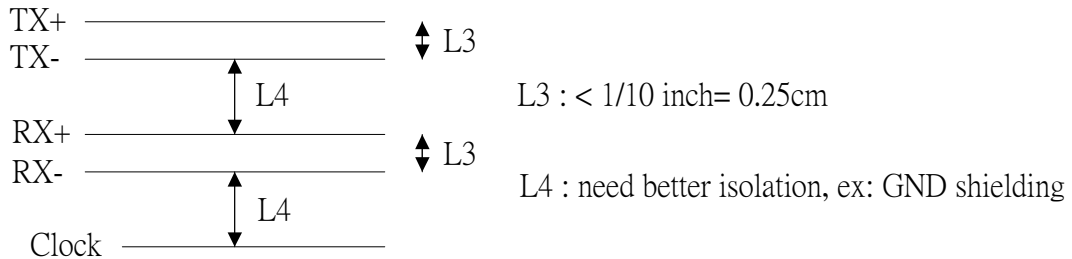 TX+
L3
TX-
L4
L3 : < 1/10 inch= 0.25cm
RX+
L3
RX-
L4 : need better isolation, ex: GND shielding
L4
Clock